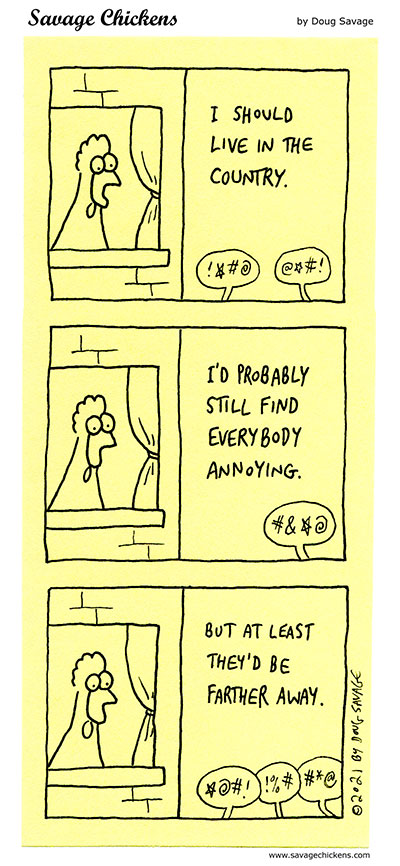 Savage Chickens
by Doug Savage
I SHOULD
LIVE IN THE
COUNTRY.
!☆#@
@☆#!
I'D PROBABLY
STILL FIND
EVERYBODY
ANNOYING.
#&☆@
BUT AT LEAST
THEY'D BE
FARTHER AWAY.
☆@#!
!%#
#*@
©2021 BY DOUG SAVAGE
www.savagechickens.com